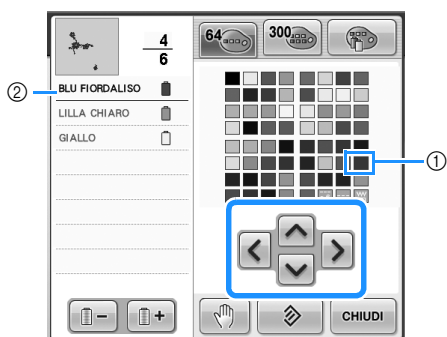 4
6
64
300
② BLU FIORDALISO
LILLA CHIARO
GIALLO
①
CHIUDI